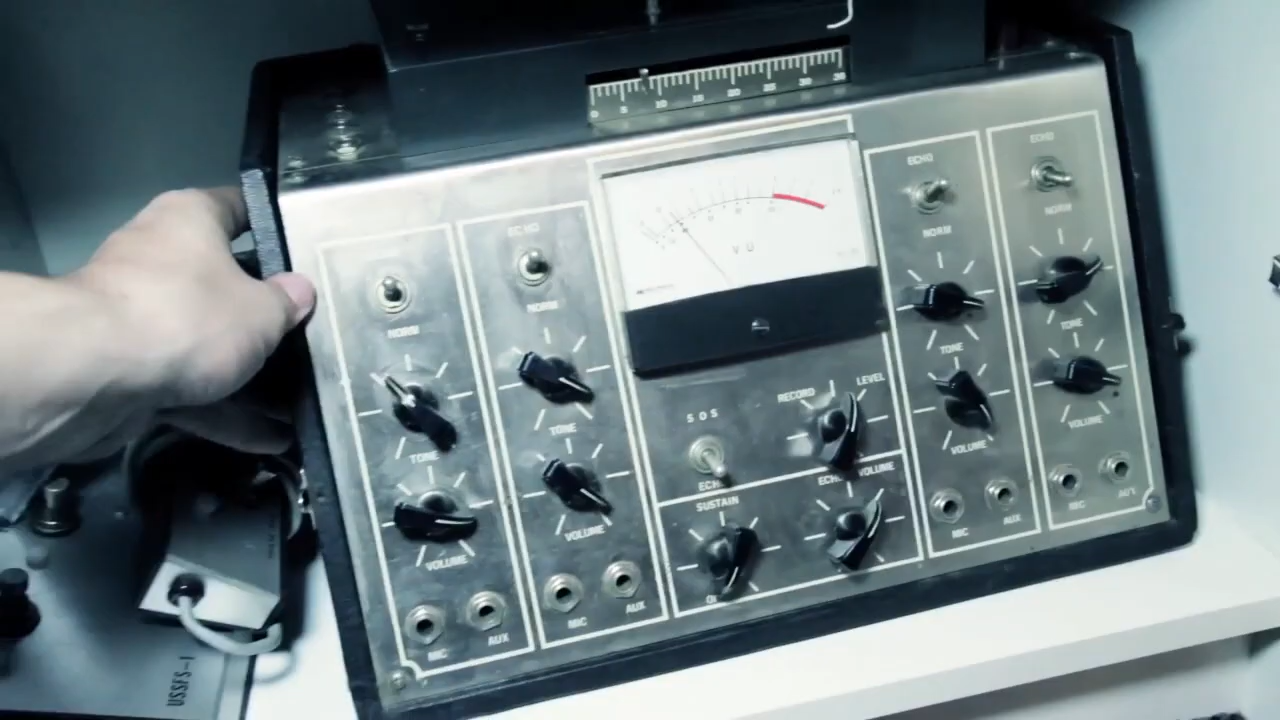 0 5 10 15 20 25 30
VU
ECHO
ECHO
ECHO
NORM
NORM
NORM
NORM
TONE
TONE
TONE
TONE
VOLUME
VOLUME
VOLUME
VOLUME
MIC AUX
MIC AUX
MIC AUX
MIC AUX
RECORD LEVEL
SOS
ECHO
ECHO VOLUME
SUSTAIN
USSFS-1